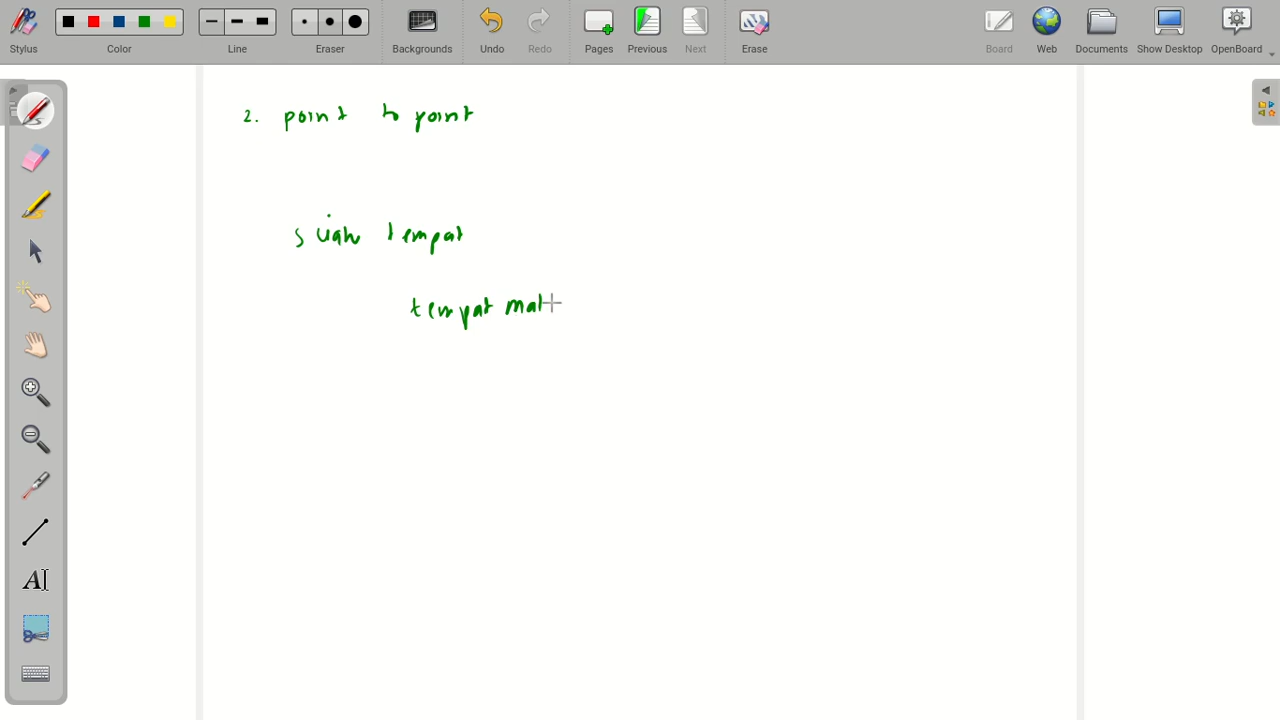 Stylus
Color
Line
Eraser
Backgrounds
Undo
Redo
Pages
Previous
Next
Erase
Board
Web
Documents
Show Desktop
OpenBoard
2. point to point
tempat
tempat mat